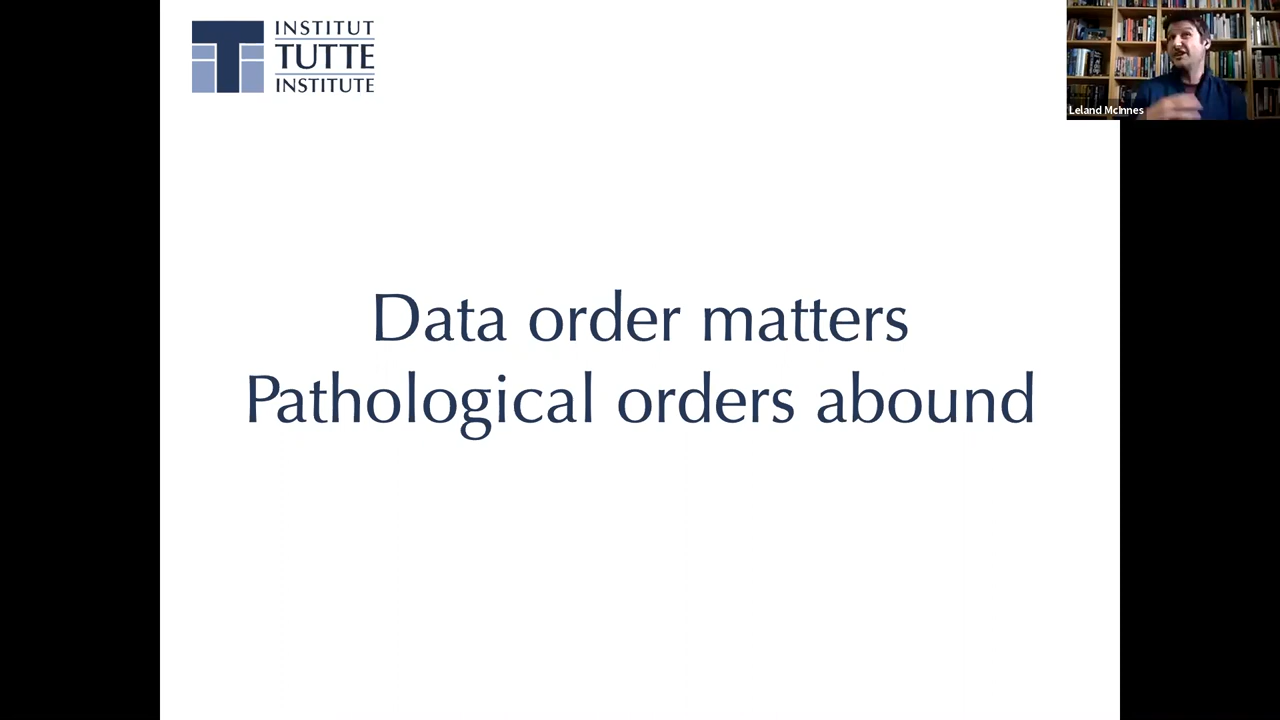 INSTITUT
TUTTE
INSTITUTE
Leland McInnes
Data order matters
Pathological orders abound